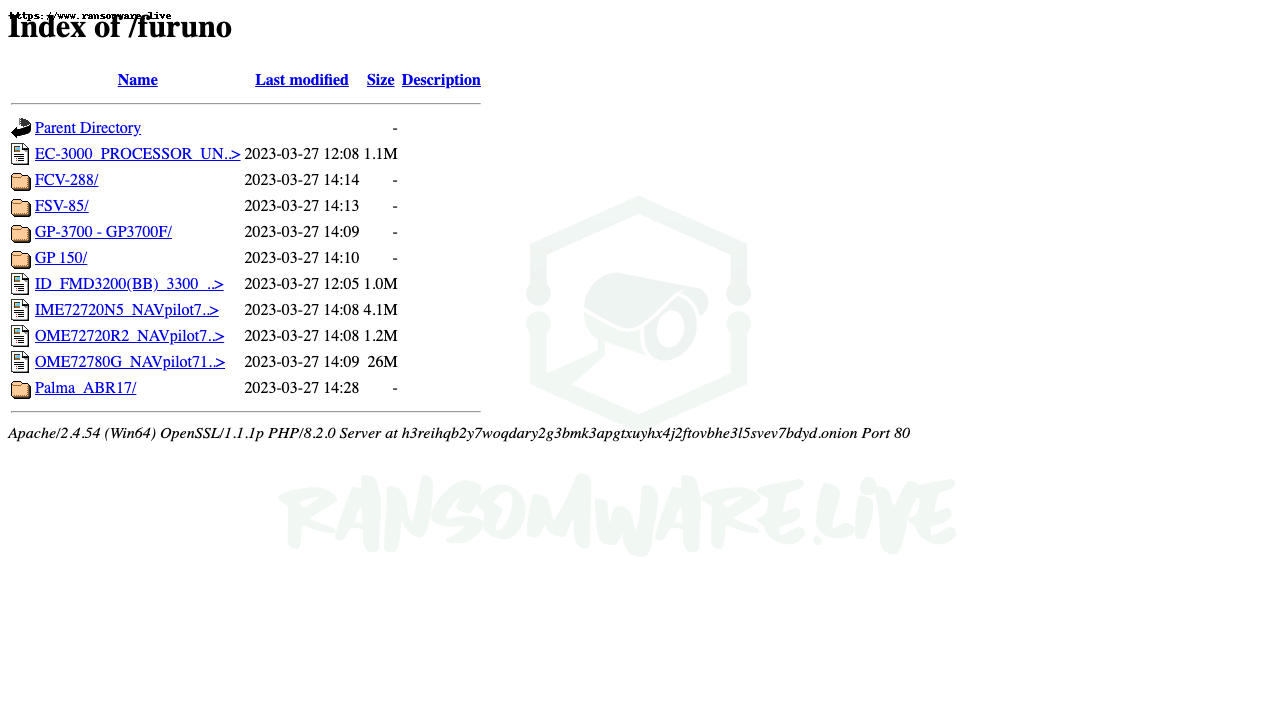 https://www.ransomware.live
Index of /furuno
Name Last modified Size Description
Parent Directory -
EC-3000_PROCESSOR_UN..> 2023-03-27 12:08 1.1M
FCV-288/ 2023-03-27 14:14 -
FSV-85/ 2023-03-27 14:13 -
GP-3700 - GP3700F/ 2023-03-27 14:09 -
GP 150/ 2023-03-27 14:10 -
ID_FMD3200(BB)_3300_..> 2023-03-27 12:05 1.0M
IME72720N5_NAVpilot7..> 2023-03-27 14:08 4.1M
OME72720R2_NAVpilot7..> 2023-03-27 14:08 1.2M
OME72780G_NAVpilot71..> 2023-03-27 14:09 26M
Palma_ABR17/ 2023-03-27 14:28 -
Apache/2.4.54 (Win64) OpenSSL/1.1.1p PHP/8.2.0 Server at h3reihqb2y7woqdary2g3bmk3apgtxuyhx4j2ftovbhe3l5svev7bdyd.onion Port 80
RANSOMWARE.LIVE